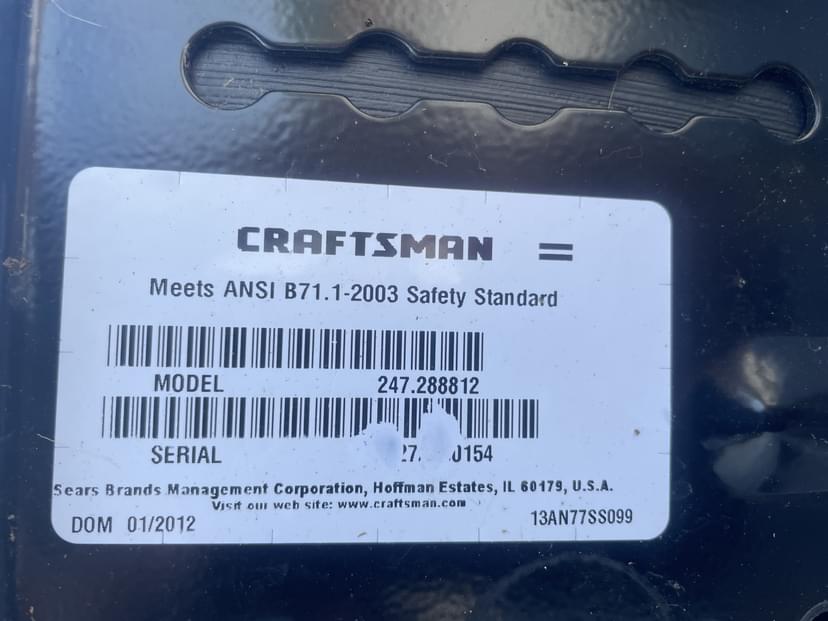 CRAFTSMAN
Meets ANSI B71.1-2003 Safety Standard
MODEL 247.288812
SERIAL 0154
Sears Brands Management Corporation, Hoffman Estates, IL 60179, U.S.A.
Visit our web site: www.craftsman.com
DOM 01/2012 13AN77SS099